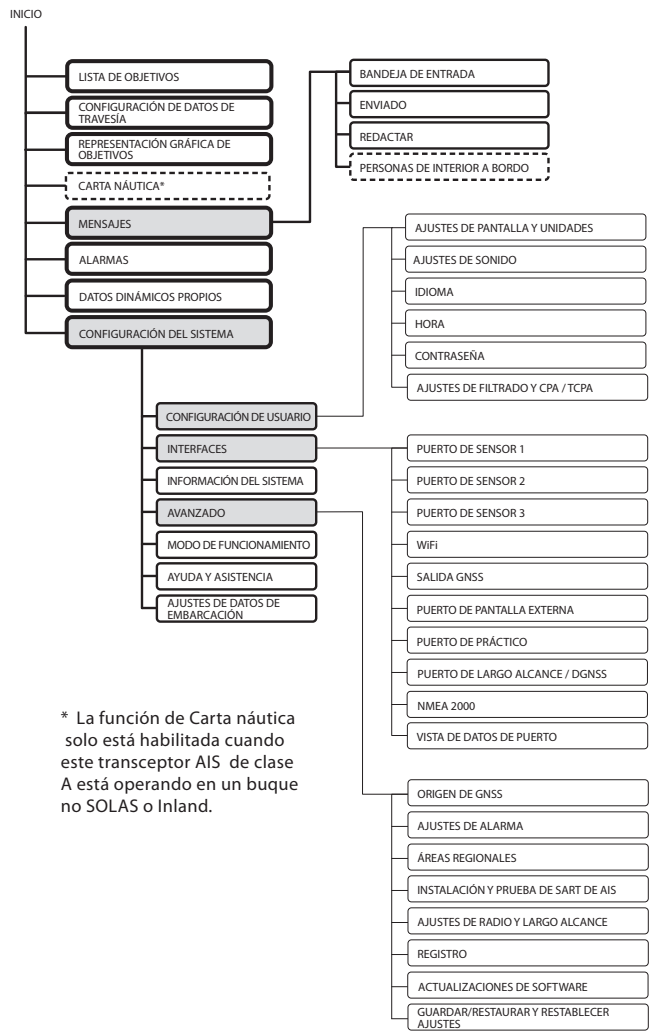 INICIO
LISTA DE OBJETIVOS
CONFIGURACIÓN DE DATOS DE
TRAVESÍA
REPRESENTACIÓN GRÁFICA DE
OBJETIVOS
CARTA NÁUTICA*
MENSAJES
ALARMAS
DATOS DINÁMICOS PROPIOS
CONFIGURACIÓN DEL SISTEMA
BANDEJA DE ENTRADA
ENVIADO
REDACTAR
PERSONAS DE INTERIOR A BORDO
CONFIGURACIÓN DE USUARIO
INTERFACES
INFORMACIÓN DEL SISTEMA
AVANZADO
MODO DE FUNCIONAMIENTO
AYUDA Y ASISTENCIA
AJUSTES DE DATOS DE
EMBARCACIÓN
AJUSTES DE PANTALLA Y UNIDADES
AJUSTES DE SONIDO
IDIOMA
HORA
CONTRASEÑA
AJUSTES DE FILTRADO Y CPA / TCPA
PUERTO DE SENSOR 1
PUERTO DE SENSOR 2
PUERTO DE SENSOR 3
WiFi
SALIDA GNSS
PUERTO DE PANTALLA EXTERNA
PUERTO DE PRÁCTICO
PUERTO DE LARGO ALCANCE / DGNSS
NMEA 2000
VISTA DE DATOS DE PUERTO
ORIGEN DE GNSS
AJUSTES DE ALARMA
ÁREAS REGIONALES
INSTALACIÓN Y PRUEBA DE SART DE AIS
AJUSTES DE RADIO Y LARGO ALCANCE
REGISTRO
ACTUALIZACIONES DE SOFTWARE
GUARDAR/RESTAURAR Y RESTABLECER
AJUSTES
* La función de Carta náutica
solo está habilitada cuando
este transceptor AIS de clase
A está operando en un buque
no SOLAS o Inland.